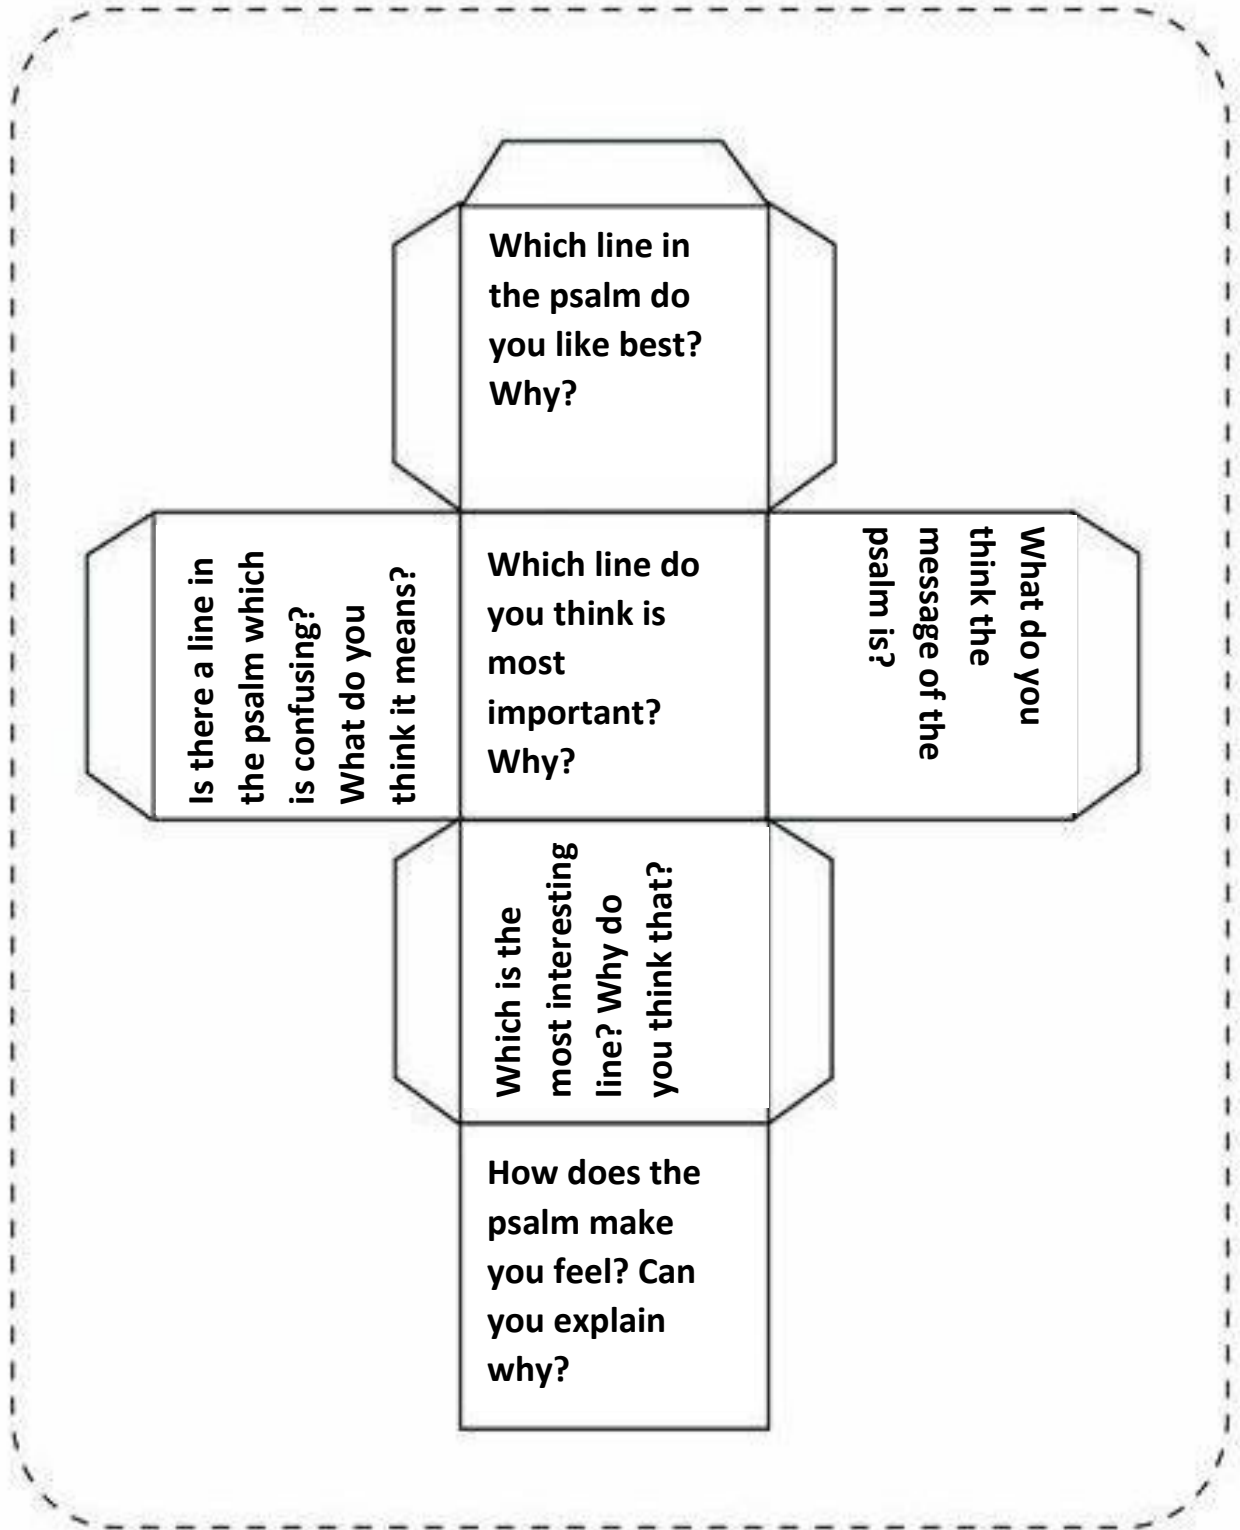 Which line in
the psalm do
you like best?
Why?
Is there a line in
the psalm which
is confusing?
What do you
think it means?
Which line do
you think is
most
important?
Why?
What do you
think the
message of the
psalm is?
Which is the
most interesting
line? Why do
you think that?
How does the
psalm make
you feel? Can
you explain
why?